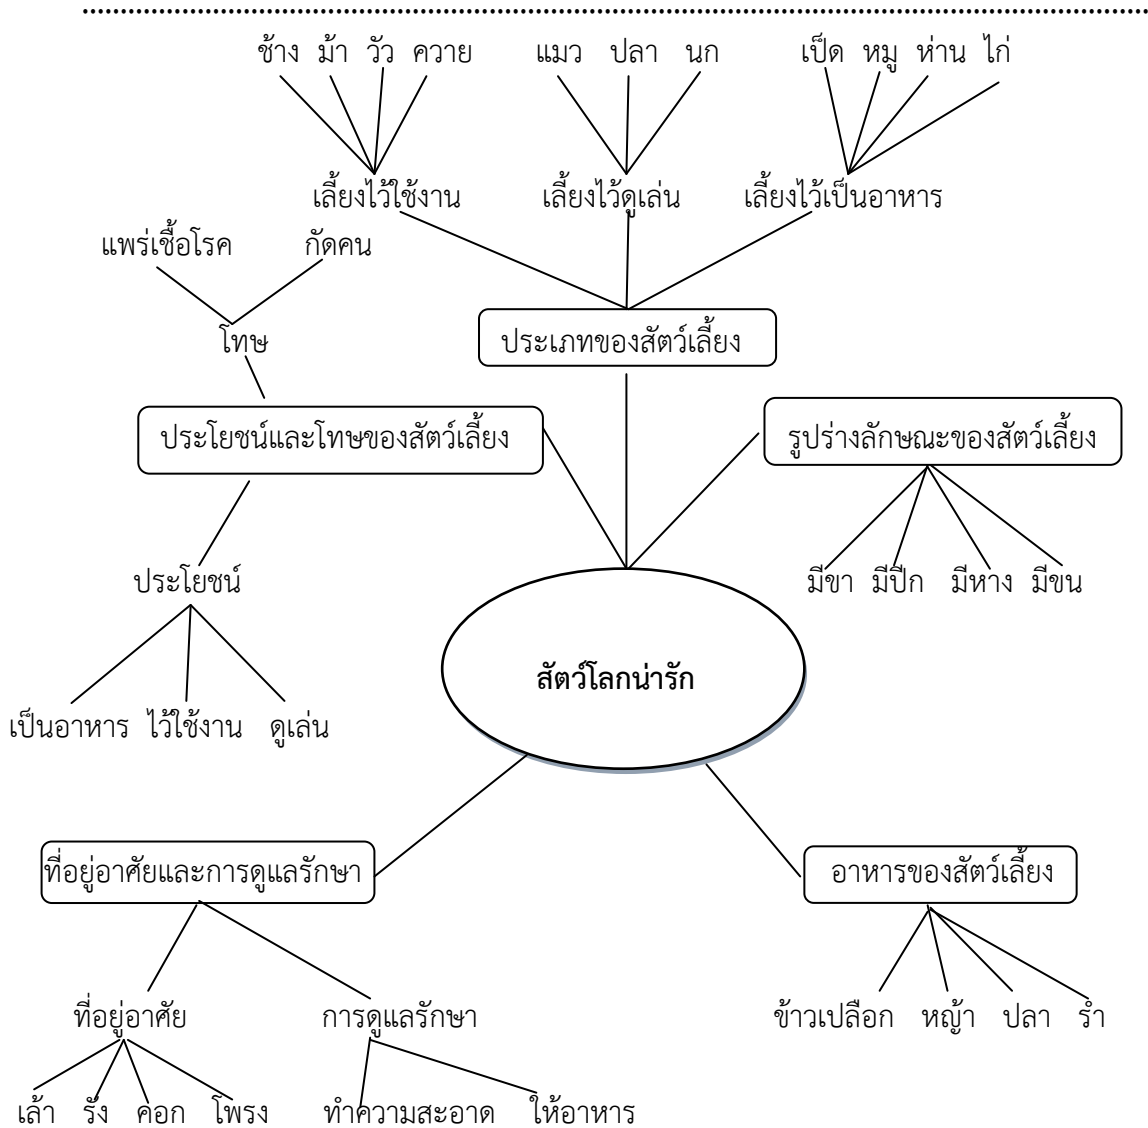 ช้าง ม้า วัว ควาย แมว ปลา นก เป็ด หมู ห่าน ไก่
เลี้ยงไว้ใช้งาน เลี้ยงไว้ดูเล่น เลี้ยงไว้เป็นอาหาร
แพร่เชื้อโรค กัดคน
โทษ ประเภทของสัตว์เลี้ยง
ประโยชน์และโทษของสัตว์เลี้ยง รูปร่างลักษณะของสัตว์เลี้ยง
ประโยชน์ มีขา มีปีก มีหาง มีขน
สัตว์โลกน่ารัก
เป็นอาหาร ไว้ใช้งาน ดูเล่น
ที่อยู่อาศัยและการดูแลรักษา อาหารของสัตว์เลี้ยง
ที่อยู่อาศัย การดูแลรักษา ข้าวเปลือก หญ้า ปลา รำ
เล้า รัง คอก โพรง ทำความสะอาด ให้อาหาร